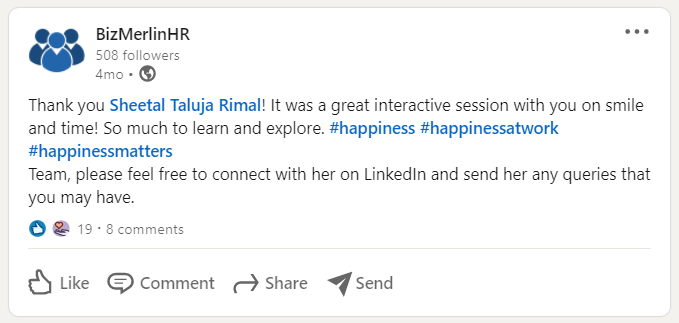 BizMerlinHR
508 followers
4mo •
Thank you Sheetal Taluja Rimal! It was a great interactive session with you on smile
and time! So much to learn and explore. #happiness #happinessatwork
#happinessmatters
Team, please feel free to connect with her on LinkedIn and send her any queries that
you may have.
19 · 8 comments
Like Comment Share Send